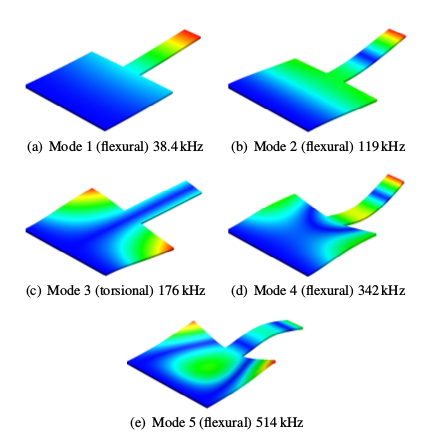 (a) Mode 1 (flexural) 38.4 kHz
(b) Mode 2 (flexural) 119 kHz
(c) Mode 3 (torsional) 176 kHz
(d) Mode 4 (flexural) 342 kHz
(e) Mode 5 (flexural) 514 kHz